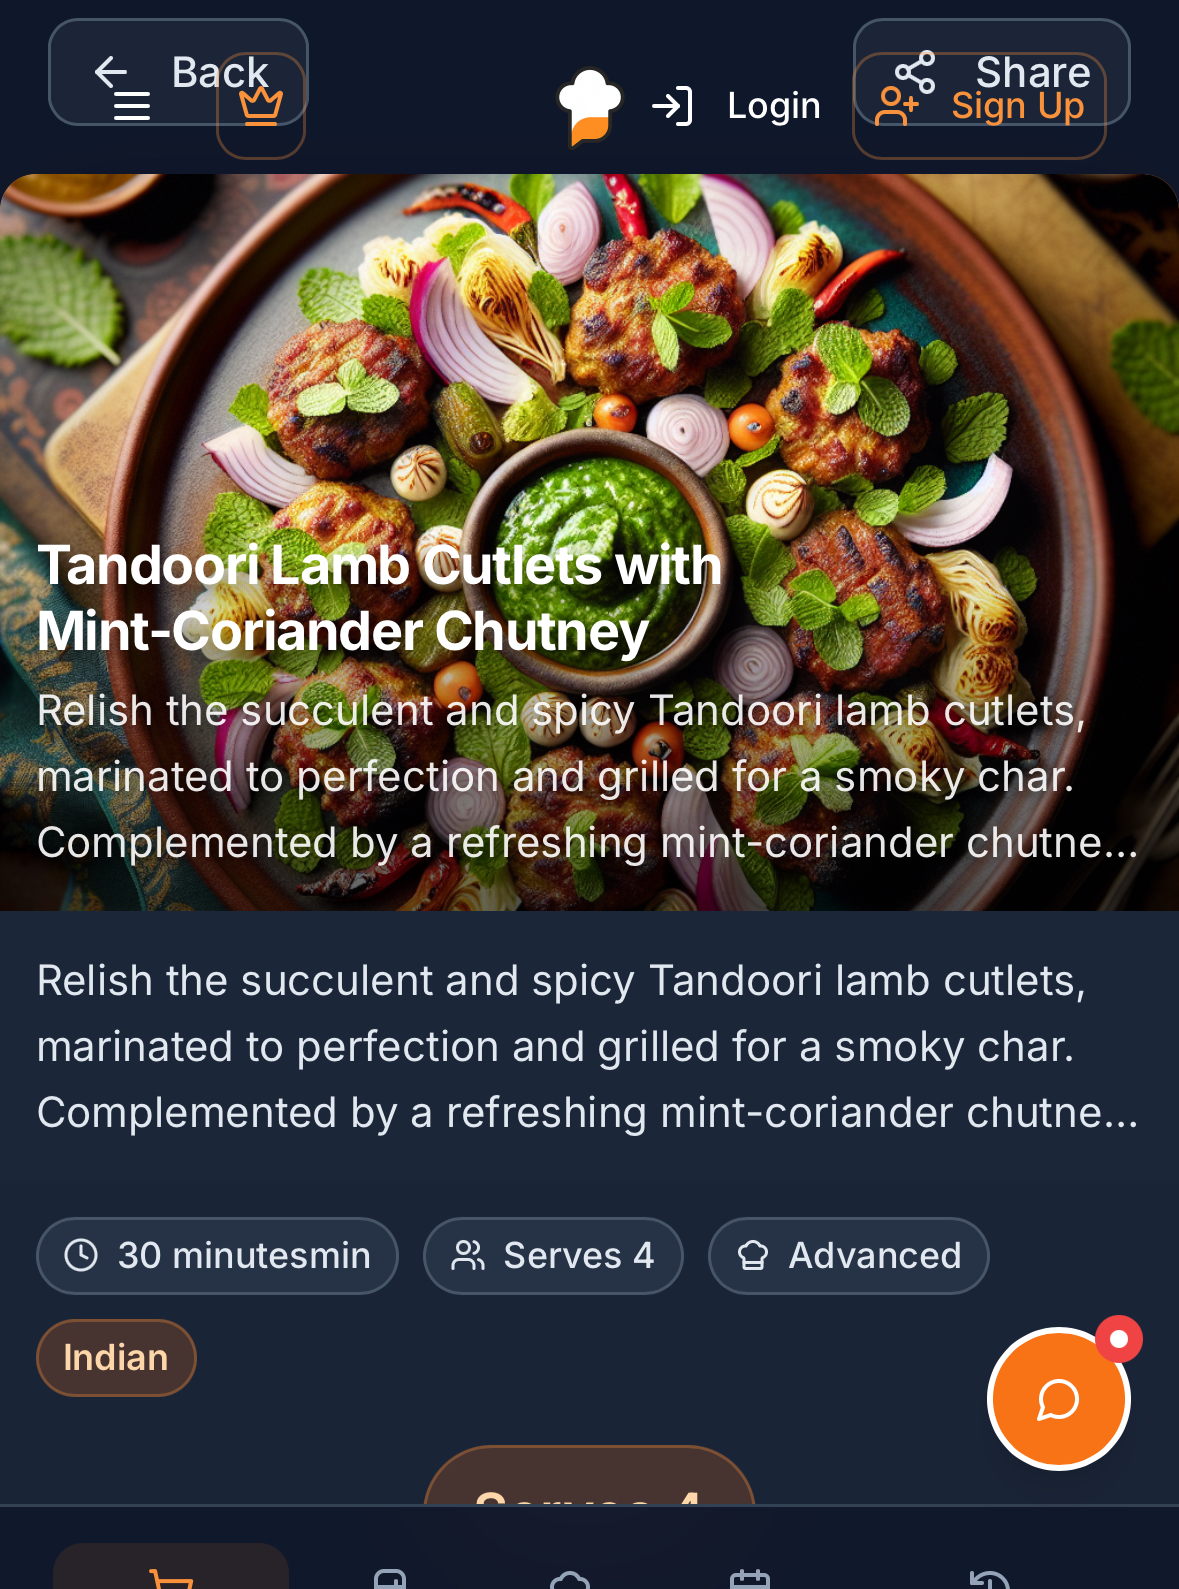 Back
Share
Login
Sign Up
Tandoori Lamb Cutlets with
Mint-Coriander Chutney
Relish the succulent and spicy Tandoori lamb cutlets,
marinated to perfection and grilled for a smoky char.
Complemented by a refreshing mint-coriander chutne...
Relish the succulent and spicy Tandoori lamb cutlets,
marinated to perfection and grilled for a smoky char.
Complemented by a refreshing mint-coriander chutne...
30 minutesmin
Serves 4
Advanced
Indian
Serves 4